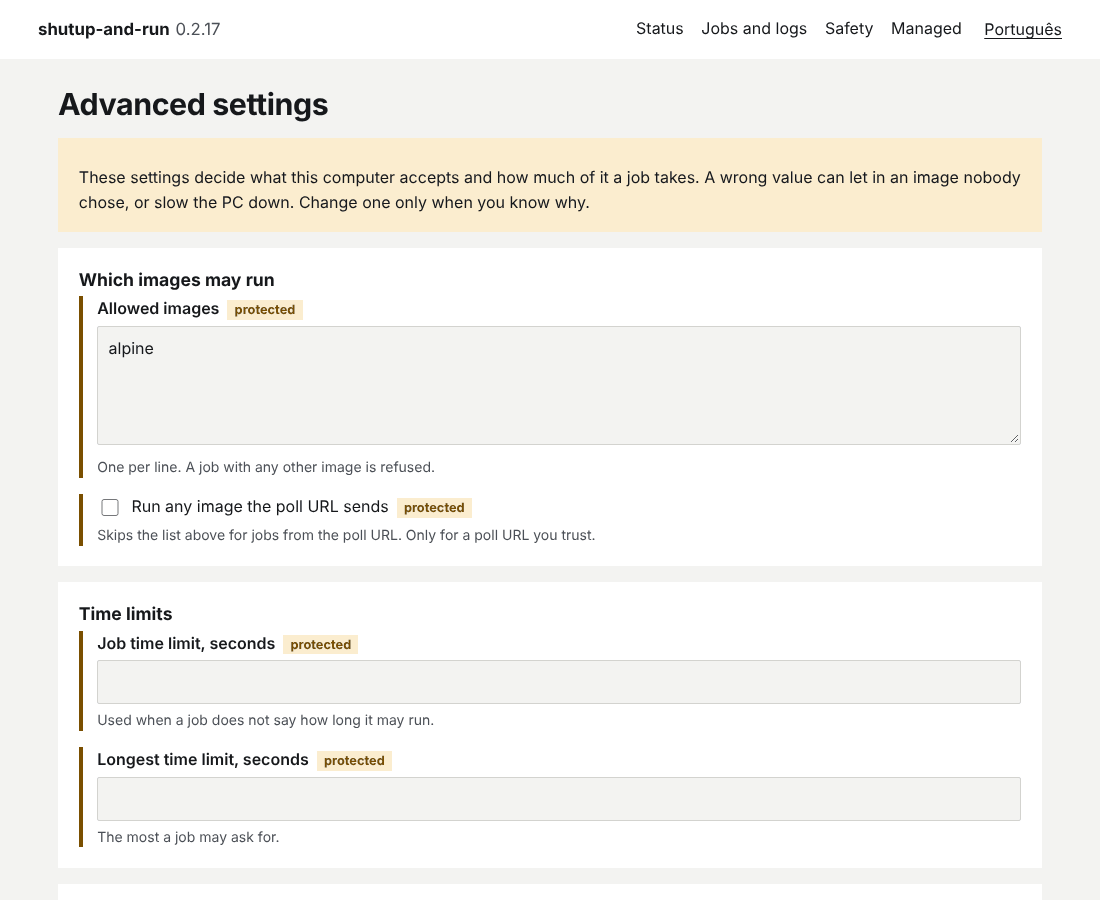 shutup-and-run 0.2.17
Status Jobs and logs Safety Managed Português
Advanced settings
These settings decide what this computer accepts and how much of it a job takes. A wrong value can let in an image nobody
chose, or slow the PC down. Change one only when you know why.
Which images may run
Allowed images protected
alpine
One per line. A job with any other image is refused.
Run any image the poll URL sends protected
Skips the list above for jobs from the poll URL. Only for a poll URL you trust.
Time limits
Job time limit, seconds protected
Used when a job does not say how long it may run.
Longest time limit, seconds protected
The most a job may ask for.